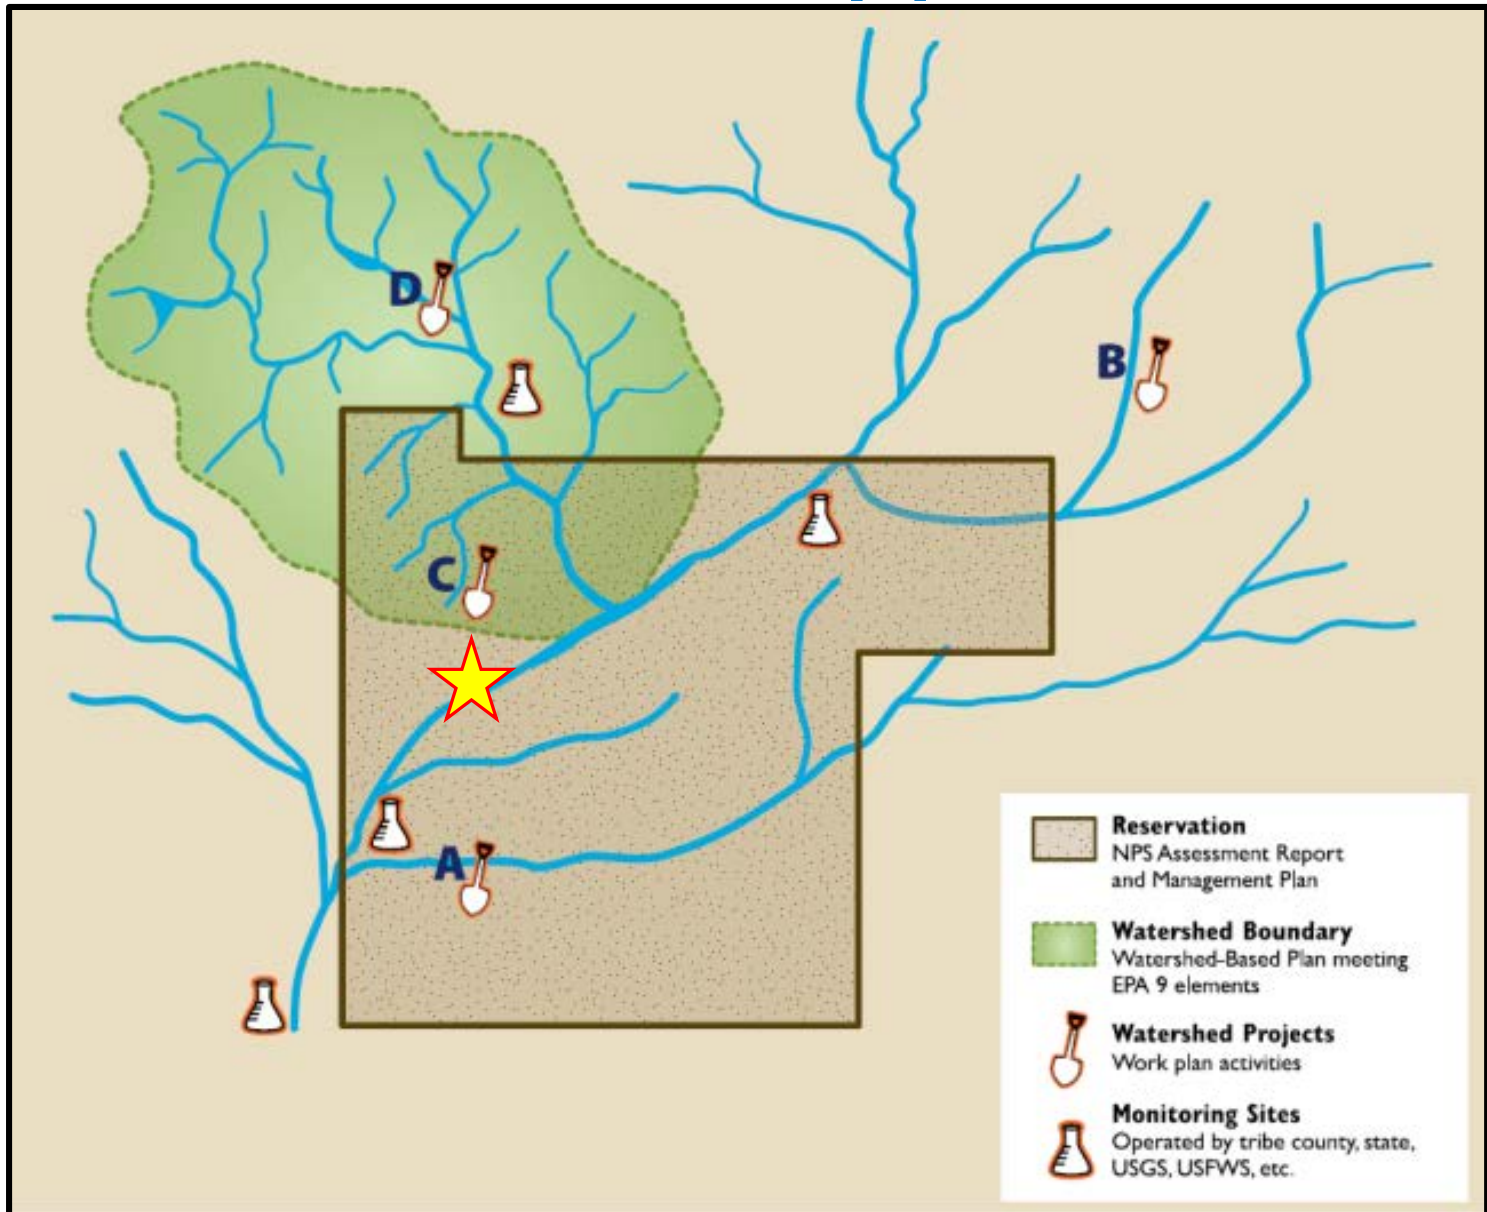 D
B
C
A
Reservation
NPS Assessment Report
and Management Plan
Watershed Boundary
Watershed-Based Plan meeting
EPA 9 elements
Watershed Projects
Work plan activities
Monitoring Sites
Operated by tribe county, state,
USGS, USFWS, etc.